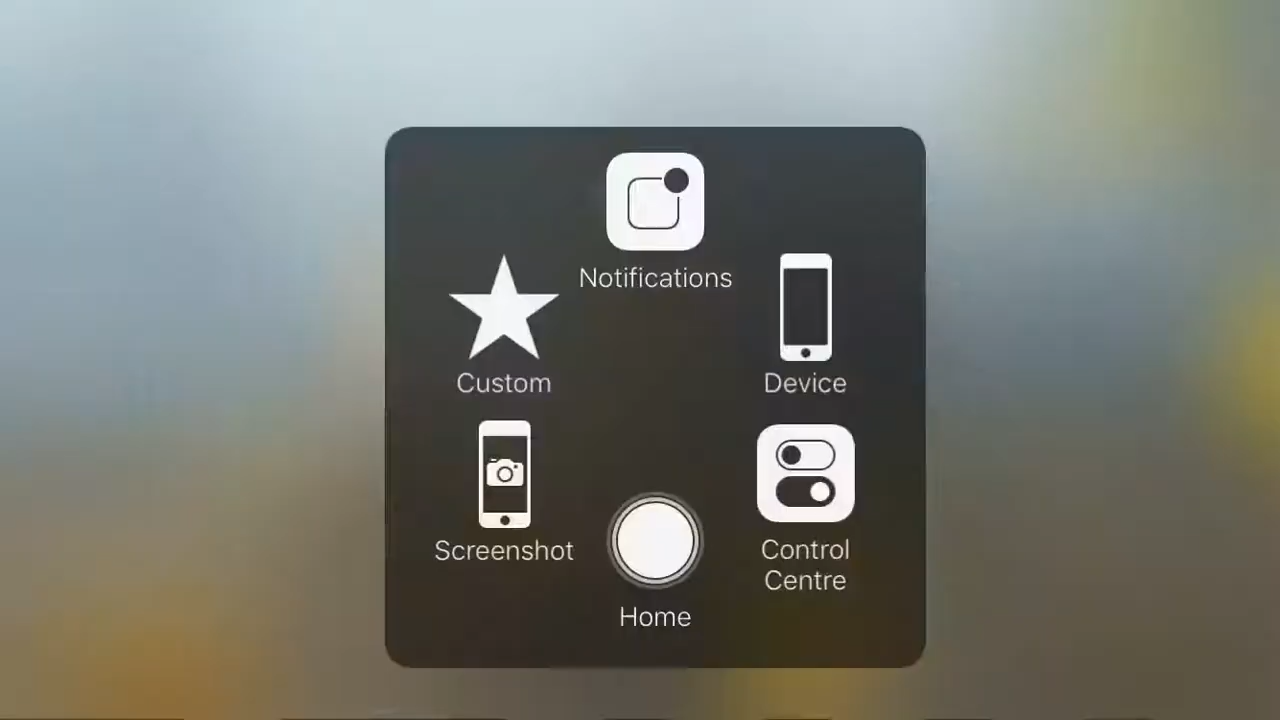 Notifications
Custom
Device
Screenshot
Control
Centre
Home